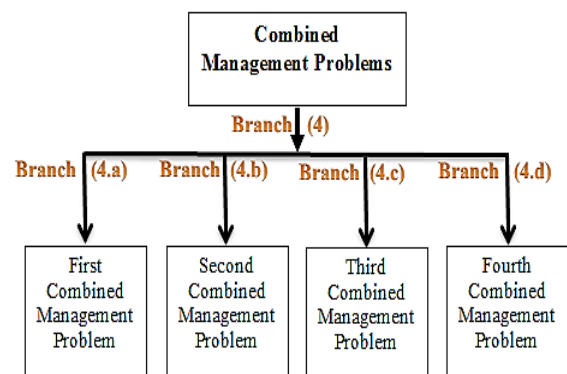 Combined
Management Problems
Branch (4)
Branch (4.a) Branch (4.b) Branch (4.c) Branch (4.d)
First
Combined
Management
Problem
Second
Combined
Management
Problem
Third
Combined
Management
Problem
Fourth
Combined
Management
Problem